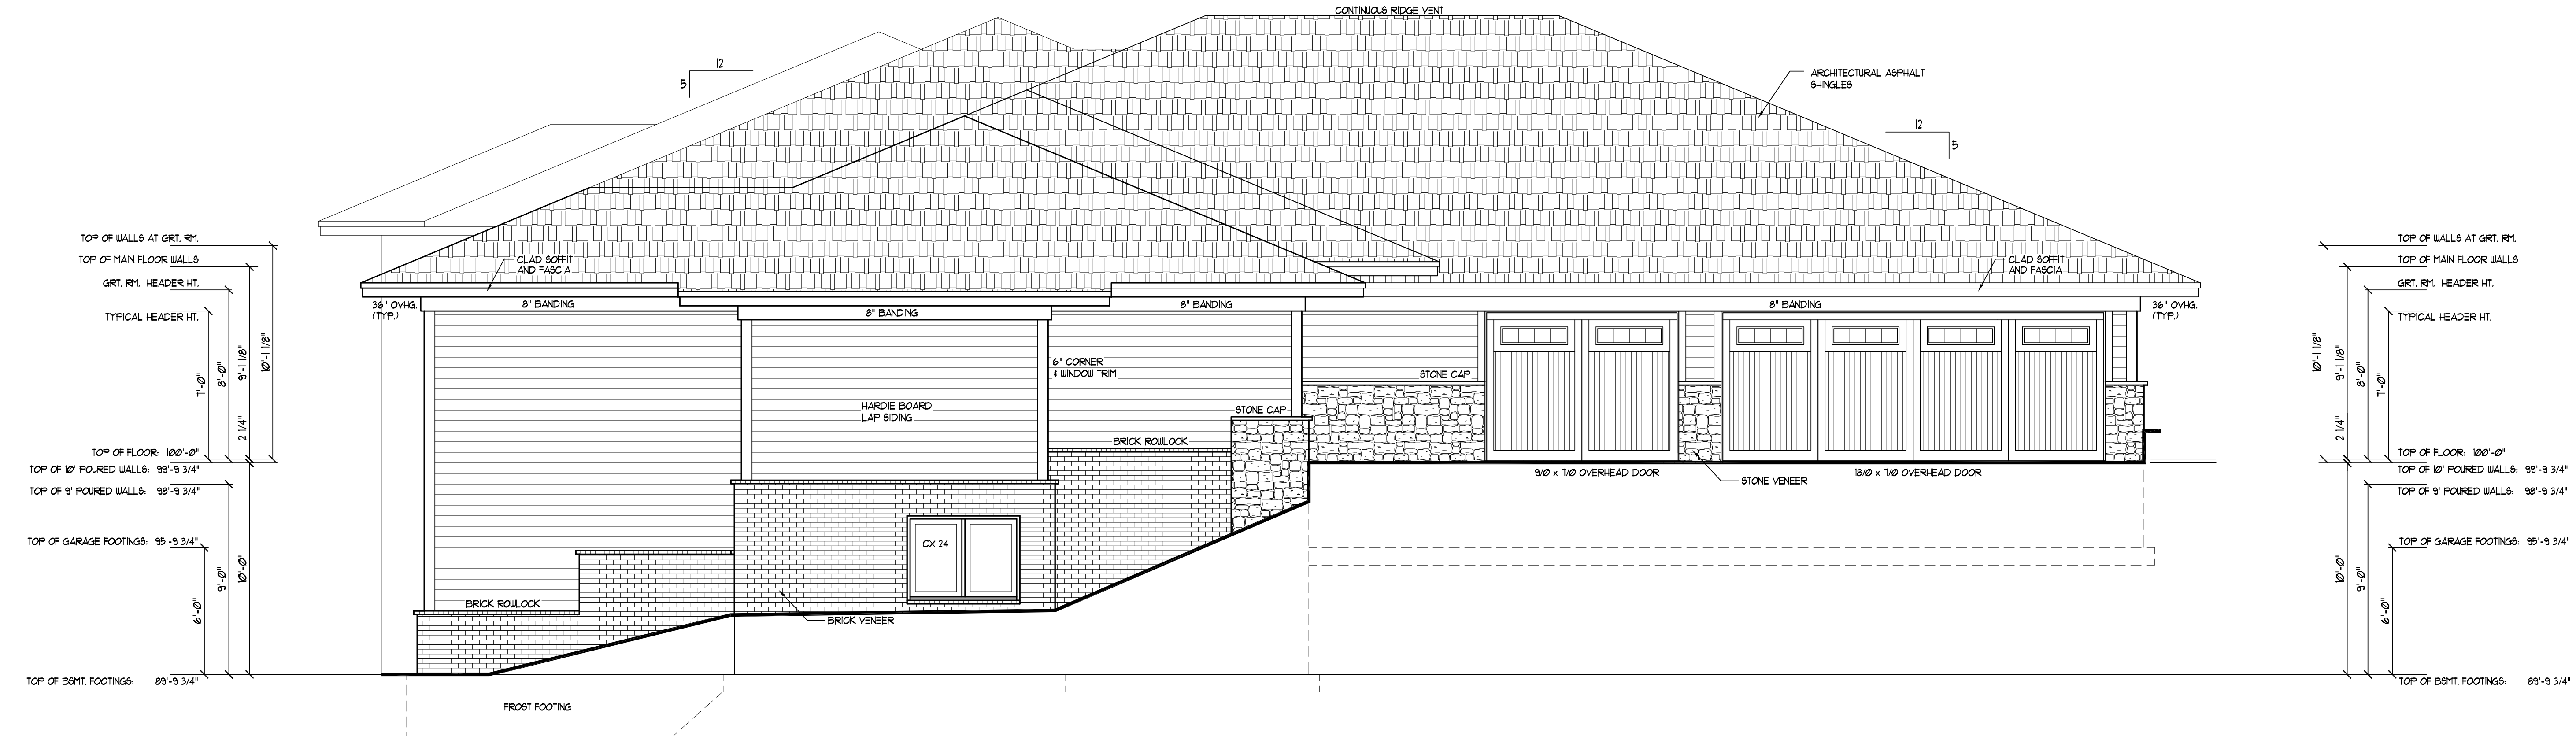 CONTINUOUS RIDGE VENT
12
5
ARCHITECTURAL ASPHALT
SHINGLES
12
5
TOP OF WALLS AT GRT. RM.
TOP OF MAIN FLOOR WALLS
GRT. RM. HEADER HT.
TYPICAL HEADER HT.
7'-0"
8'-0"
9'-1 1/8"
10'-1 1/8"
2 1/4"
TOP OF FLOOR: 100'-0"
TOP OF 10' POURED WALLS: 99'-9 3/4"
TOP OF 9' POURED WALLS: 98'-9 3/4"
TOP OF GARAGE FOOTINGS: 95'-9 3/4"
6'-0"
9'-0"
10'-0"
TOP OF BSMT. FOOTINGS: 89'-9 3/4"
CLAD SOFFIT
AND FASCIA
36" OVHG.
(TYP.)
8" BANDING
8" BANDING
8" BANDING
8" BANDING
6" CORNER
& WINDOW TRIM
HARDIE BOARD
LAP SIDING
STONE CAP
STONE CAP
BRICK ROWLOCK
9/0 x 7/0 OVERHEAD DOOR
18/0 x 7/0 OVERHEAD DOOR
STONE VENEER
CX 24
BRICK ROWLOCK
BRICK VENEER
FROST FOOTING
CLAD SOFFIT
AND FASCIA
36" OVHG.
(TYP.)
TOP OF WALLS AT GRT. RM.
TOP OF MAIN FLOOR WALLS
GRT. RM. HEADER HT.
TYPICAL HEADER HT.
10'-1 1/8"
9'-1 1/8"
8'-0"
7'-0"
2 1/4"
TOP OF FLOOR: 100'-0"
TOP OF 10' POURED WALLS: 99'-9 3/4"
TOP OF 9' POURED WALLS: 98'-9 3/4"
TOP OF GARAGE FOOTINGS: 95'-9 3/4"
10'-0"
9'-0"
6'-0"
TOP OF BSMT. FOOTINGS: 89'-9 3/4"